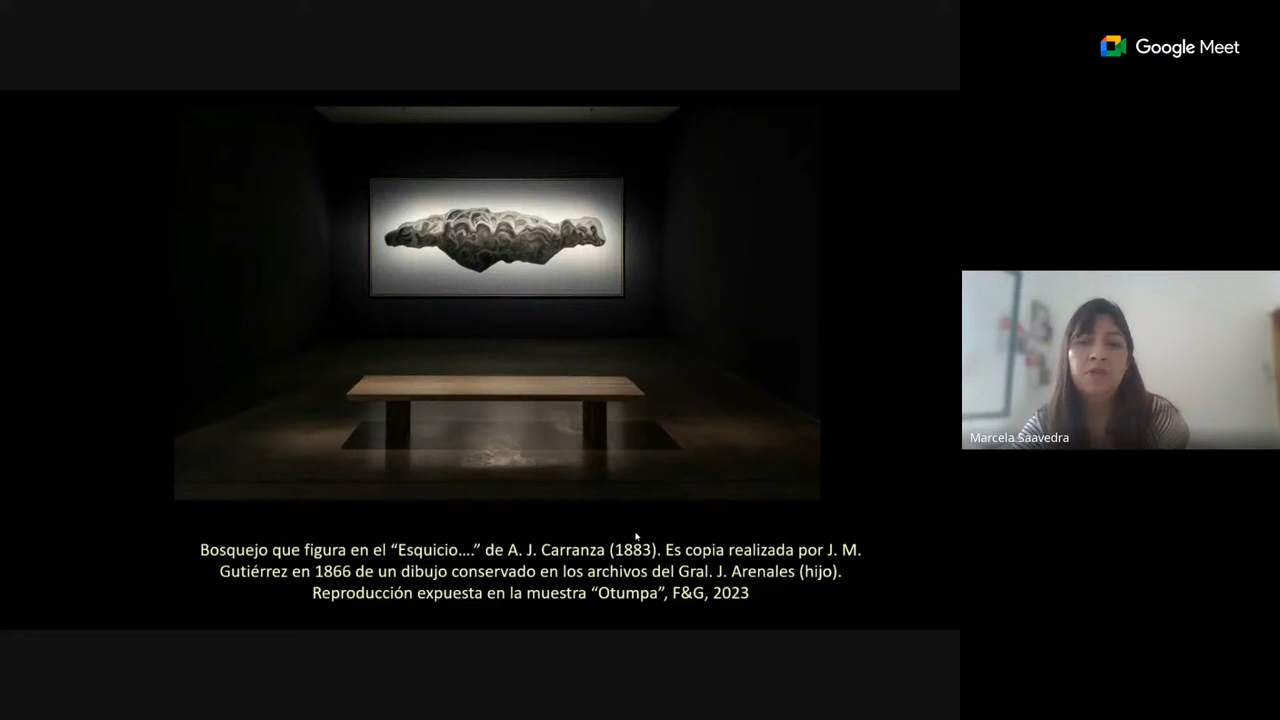 Google Meet
Marcela Saavedra
Bosquejo que figura en el “Esquicio....” de A. J. Carranza (1883). Es copia realizada por J. M.
Gutiérrez en 1866 de un dibujo conservado en los archivos del Gral. J. Arenales (hijo).
Reproducción expuesta en la muestra “Otumpa”, F&G, 2023